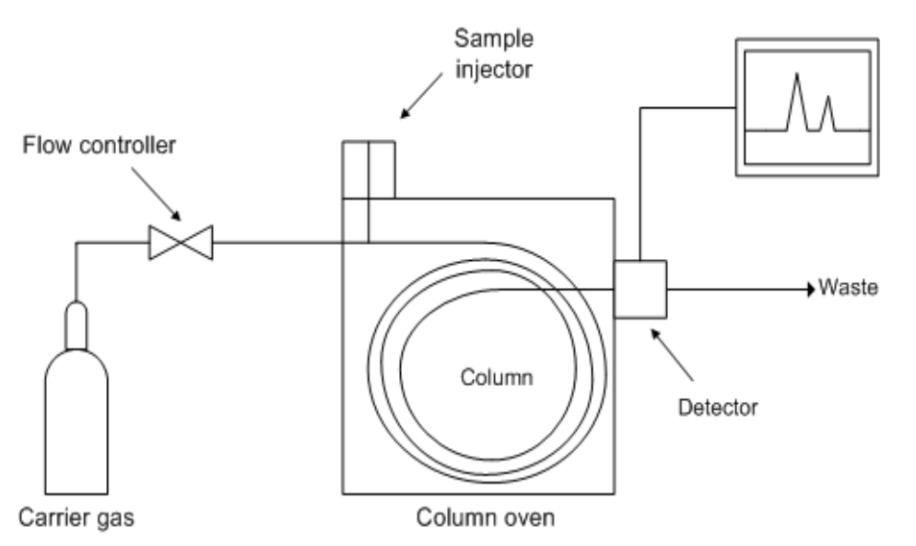 Sample
injector
Flow controller
Waste
Column
Detector
Carrier gas
Column oven